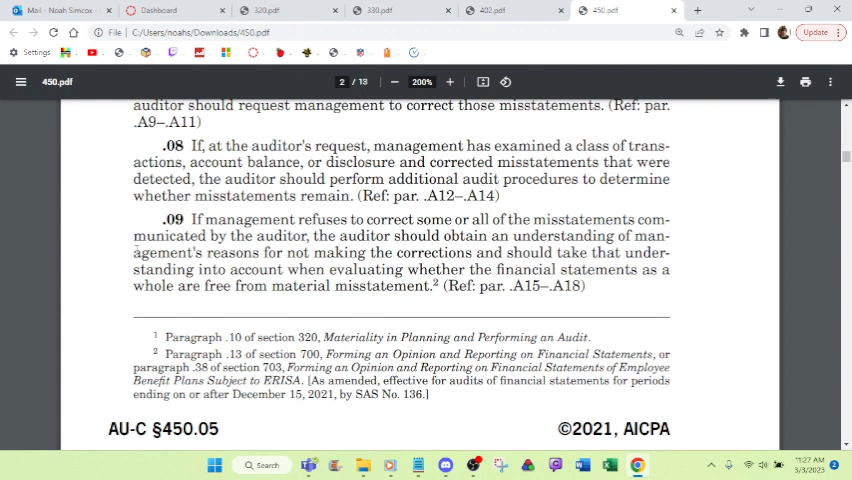 Mail - Noah Simcox - Outlook
Dashboard
320.pdf
330.pdf
402.pdf
450.pdf
File | C:/Users/noahs/Downloads/450.pdf
Update
Settings
450.pdf
2 / 13
200%
auditor should request management to correct those misstatements. (Ref: par.
.A9–.A11)
.08 If, at the auditor's request, management has examined a class of trans-
actions, account balance, or disclosure and corrected misstatements that were
detected, the auditor should perform additional audit procedures to determine
whether misstatements remain. (Ref: par. .A12–.A14)
.09 If management refuses to correct some or all of the misstatements com-
municated by the auditor, the auditor should obtain an understanding of man-
agement's reasons for not making the corrections and should take that under-
standing into account when evaluating whether the financial statements as a
whole are free from material misstatement.2 (Ref: par. .A15–.A18)
1 Paragraph .10 of section 320, Materiality in Planning and Performing an Audit.
2 Paragraph .13 of section 700, Forming an Opinion and Reporting on Financial Statements, or
paragraph .38 of section 703, Forming an Opinion and Reporting on Financial Statements of Employee
Benefit Plans Subject to ERISA. [As amended, effective for audits of financial statements for periods
ending on or after December 15, 2021, by SAS No. 136.]
AU-C §450.05
©2021, AICPA
Search
11:27 AM
3/3/2023
2